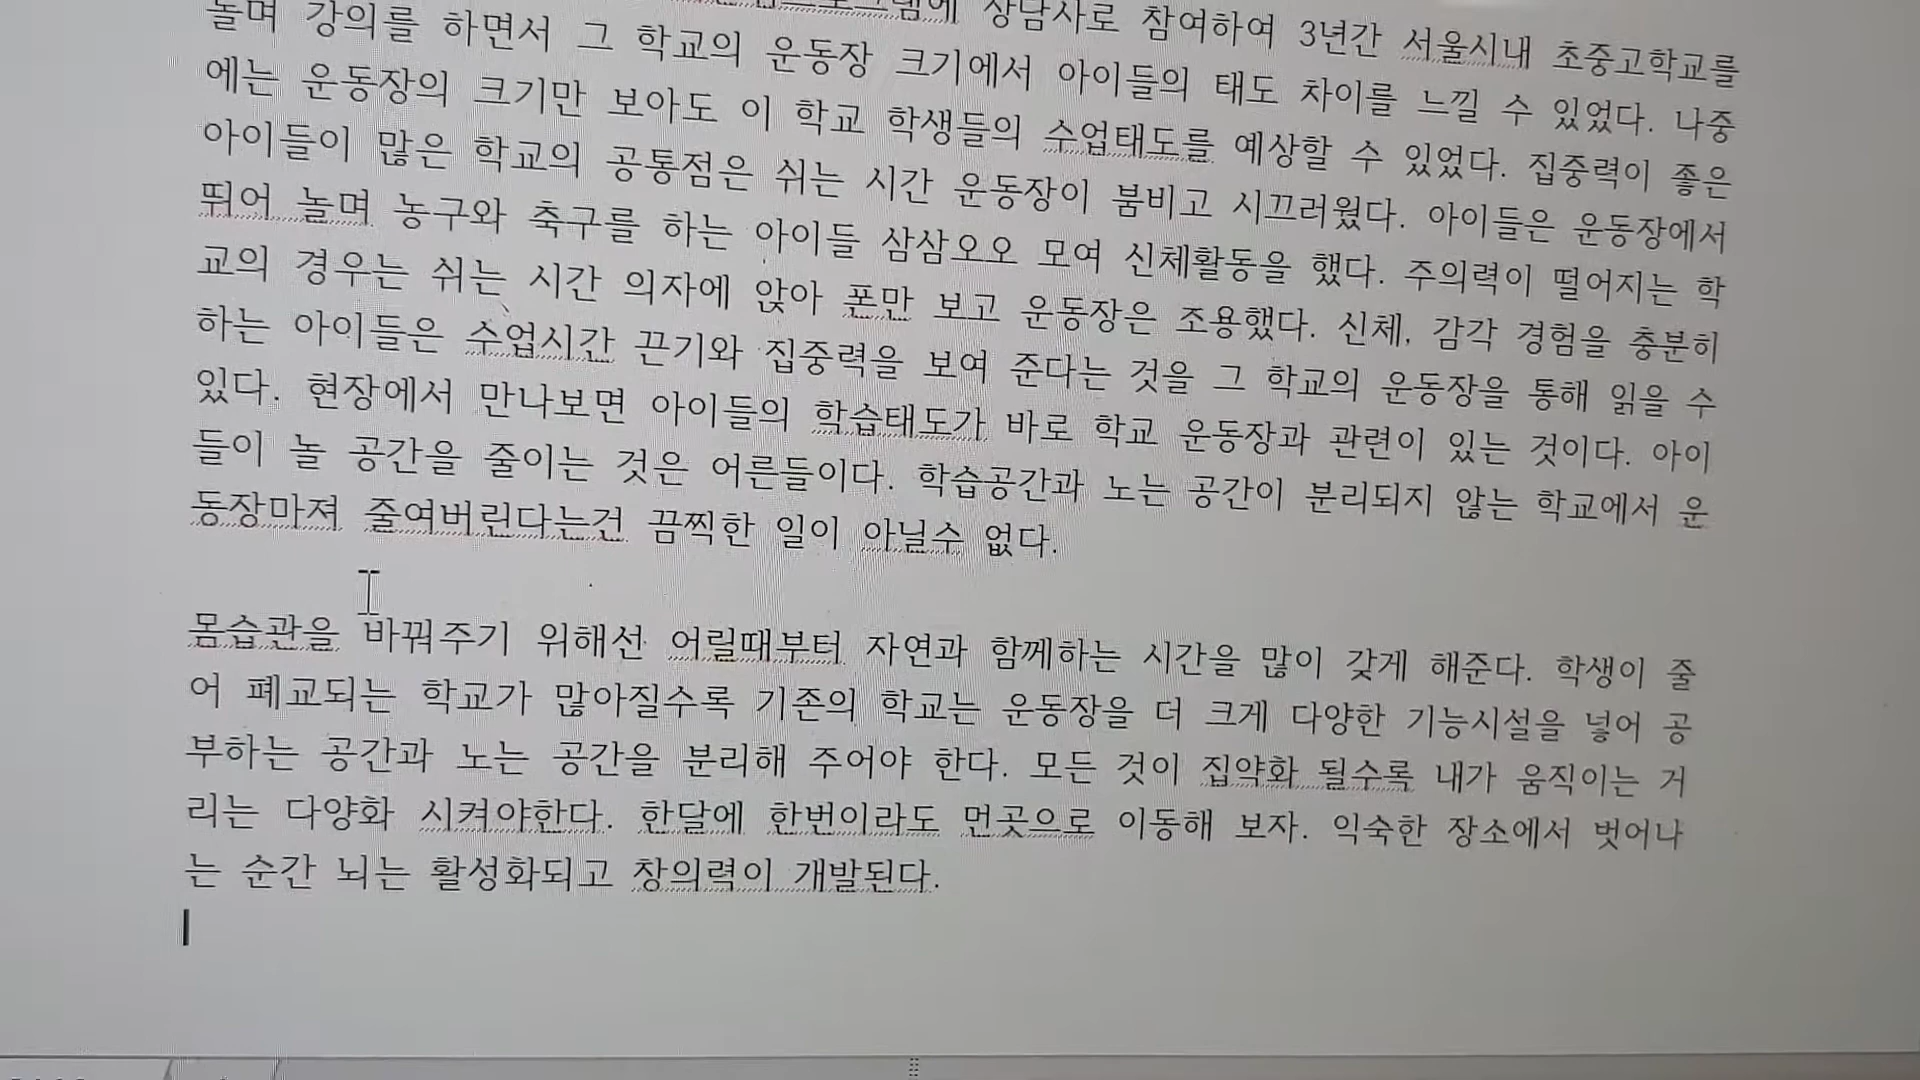 상담사로 참여하여 3년간 서울시내 초중고학교를
돌며 강의를 하면서 그 학교의 운동장 크기에서 아이들의 태도 차이를 느낄 수 있었다. 나중
에는 운동장의 크기만 보아도 이 학교 학생들의 수업태도를 예상할 수 있었다. 집중력이 좋은
아이들이 많은 학교의 공통점은 쉬는 시간 운동장이 붐비고 시끄러웠다. 아이들은 운동장에서
뛰어 놀며 농구와 축구를 하는 아이들 삼삼오오 모여 신체활동을 했다. 주의력이 떨어지는 학
교의 경우는 쉬는 시간 의자에 앉아 폰만 보고 운동장은 조용했다. 신체, 감각 경험을 충분히
하는 아이들은 수업시간 끈기와 집중력을 보여 준다는 것을 그 학교의 운동장을 통해 읽을 수
있다. 현장에서 만나보면 아이들의 학습태도가 바로 학교 운동장과 관련이 있는 것이다. 아이
들이 놀 공간을 줄이는 것은 어른들이다. 학습공간과 노는 공간이 분리되지 않는 학교에서 운
동장마져 줄여버린다는건 끔찍한 일이 아닐수 없다.
몸습관을 바꿔주기 위해선 어릴때부터 자연과 함께하는 시간을 많이 갖게 해준다. 학생이 줄
어 폐교되는 학교가 많아질수록 기존의 학교는 운동장을 더 크게 다양한 기능시설을 넣어 공
부하는 공간과 노는 공간을 분리해 주어야 한다. 모든 것이 집약화 될수록 내가 움직이는 거
리는 다양화 시켜야한다. 한달에 한번이라도 먼곳으로 이동해 보자. 익숙한 장소에서 벗어나
는 순간 뇌는 활성화되고 창의력이 개발된다.